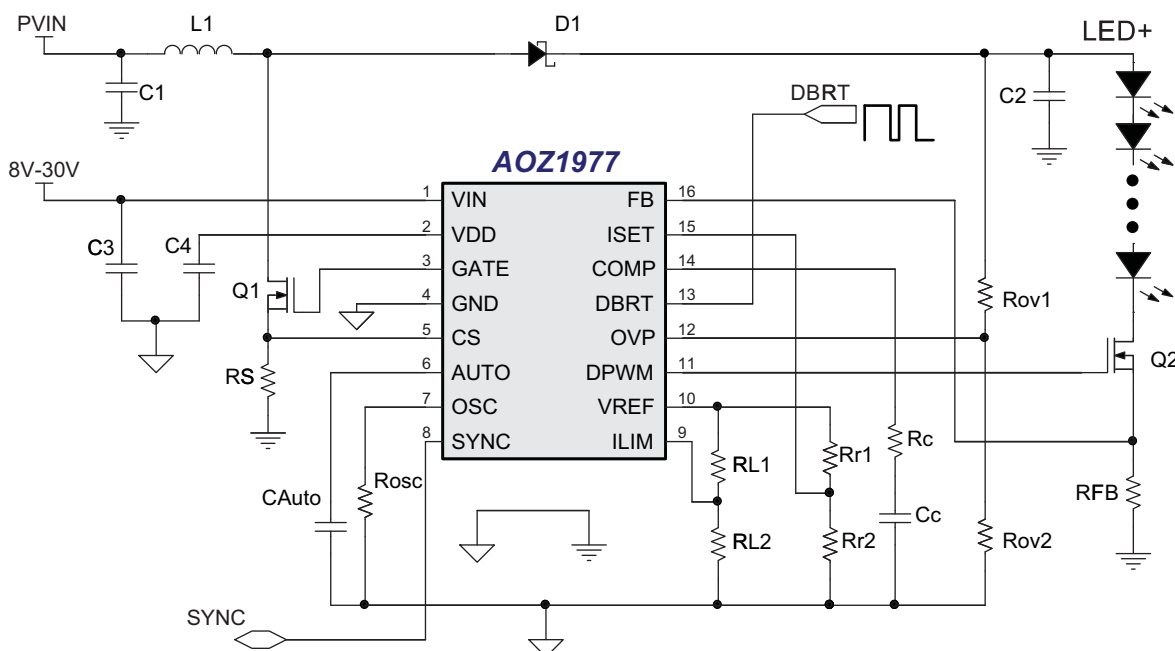 PVIN
L1
D1
LED+
C1
DBRT
C2
AOZ1977
8V-30V
1 VIN FB 16
2 VDD ISET 15
3 GATE COMP 14
4 GND DBRT 13
5 CS OVP 12
6 AUTO DPWM 11
7 OSC VREF 10
8 SYNC ILIM 9
C3
C4
Q1
Rov1
Q2
RS
Rosc
CAuto
RL1
Rr1
Rc
RFB
RL2
Rr2
Cc
Rov2
SYNC